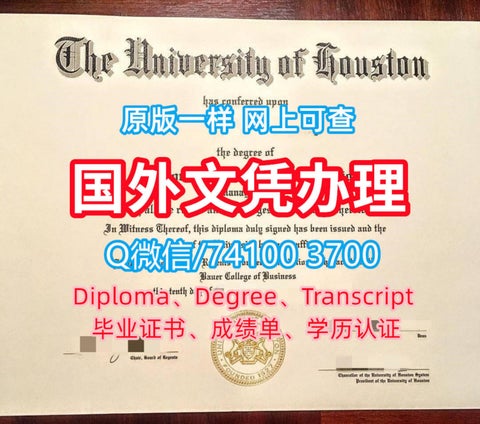 The University of Houston
has conferred upon
原版一样 网上可查
the degree of
国外文凭办理
In Witness Thereof, this diploma duly signed has been issued and the
Q微信/74100 3700
Bauer College of Business
Diploma、Degree、Transcript
毕业证书、成绩单、学历认证
Dean
Chair, Board of Regents
Chancellor of the University of Houston System
President of the University of Houston